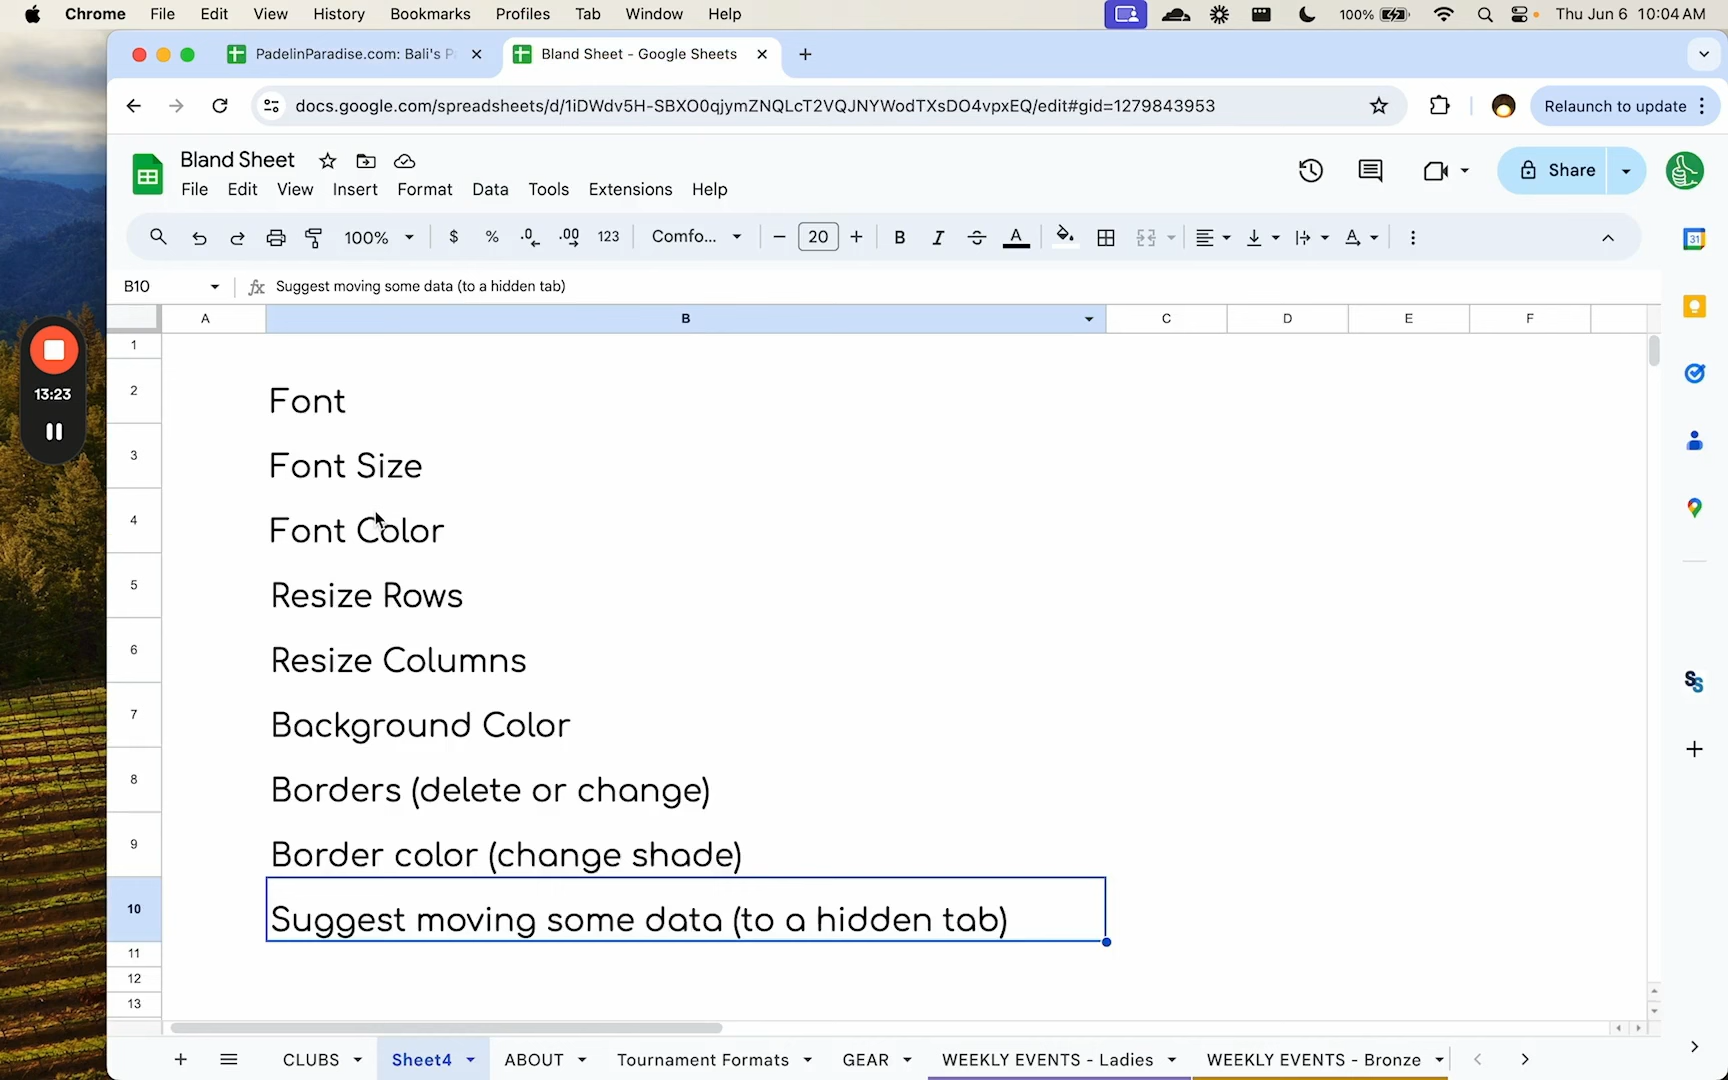 Chrome File Edit View History Bookmarks Profiles Tab Window Help 100% Thu Jun 6 10:04 AM
PadelinParadise.com: Bali's P Bland Sheet - Google Sheets
docs.google.com/spreadsheets/d/1iDWdv5H-SBXO0qjymZNQLcT2VQJNYWodTXsDO4vpxEQ/edit#gid=1279843953 Relaunch to update
Bland Sheet
File Edit View Insert Format Data Tools Extensions Help Share
100% $ % .0 .00 123 Comfo... 20 B I A
B10 fx Suggest moving some data (to a hidden tab)
A B C D E F
1
2 Font
3 Font Size
4 Font Color
5 Resize Rows
6 Resize Columns
7 Background Color
8 Borders (delete or change)
9 Border color (change shade)
10 Suggest moving some data (to a hidden tab)
11
12
13
13:23
31
CLUBS Sheet4 ABOUT Tournament Formats GEAR WEEKLY EVENTS - Ladies WEEKLY EVENTS - Bronze